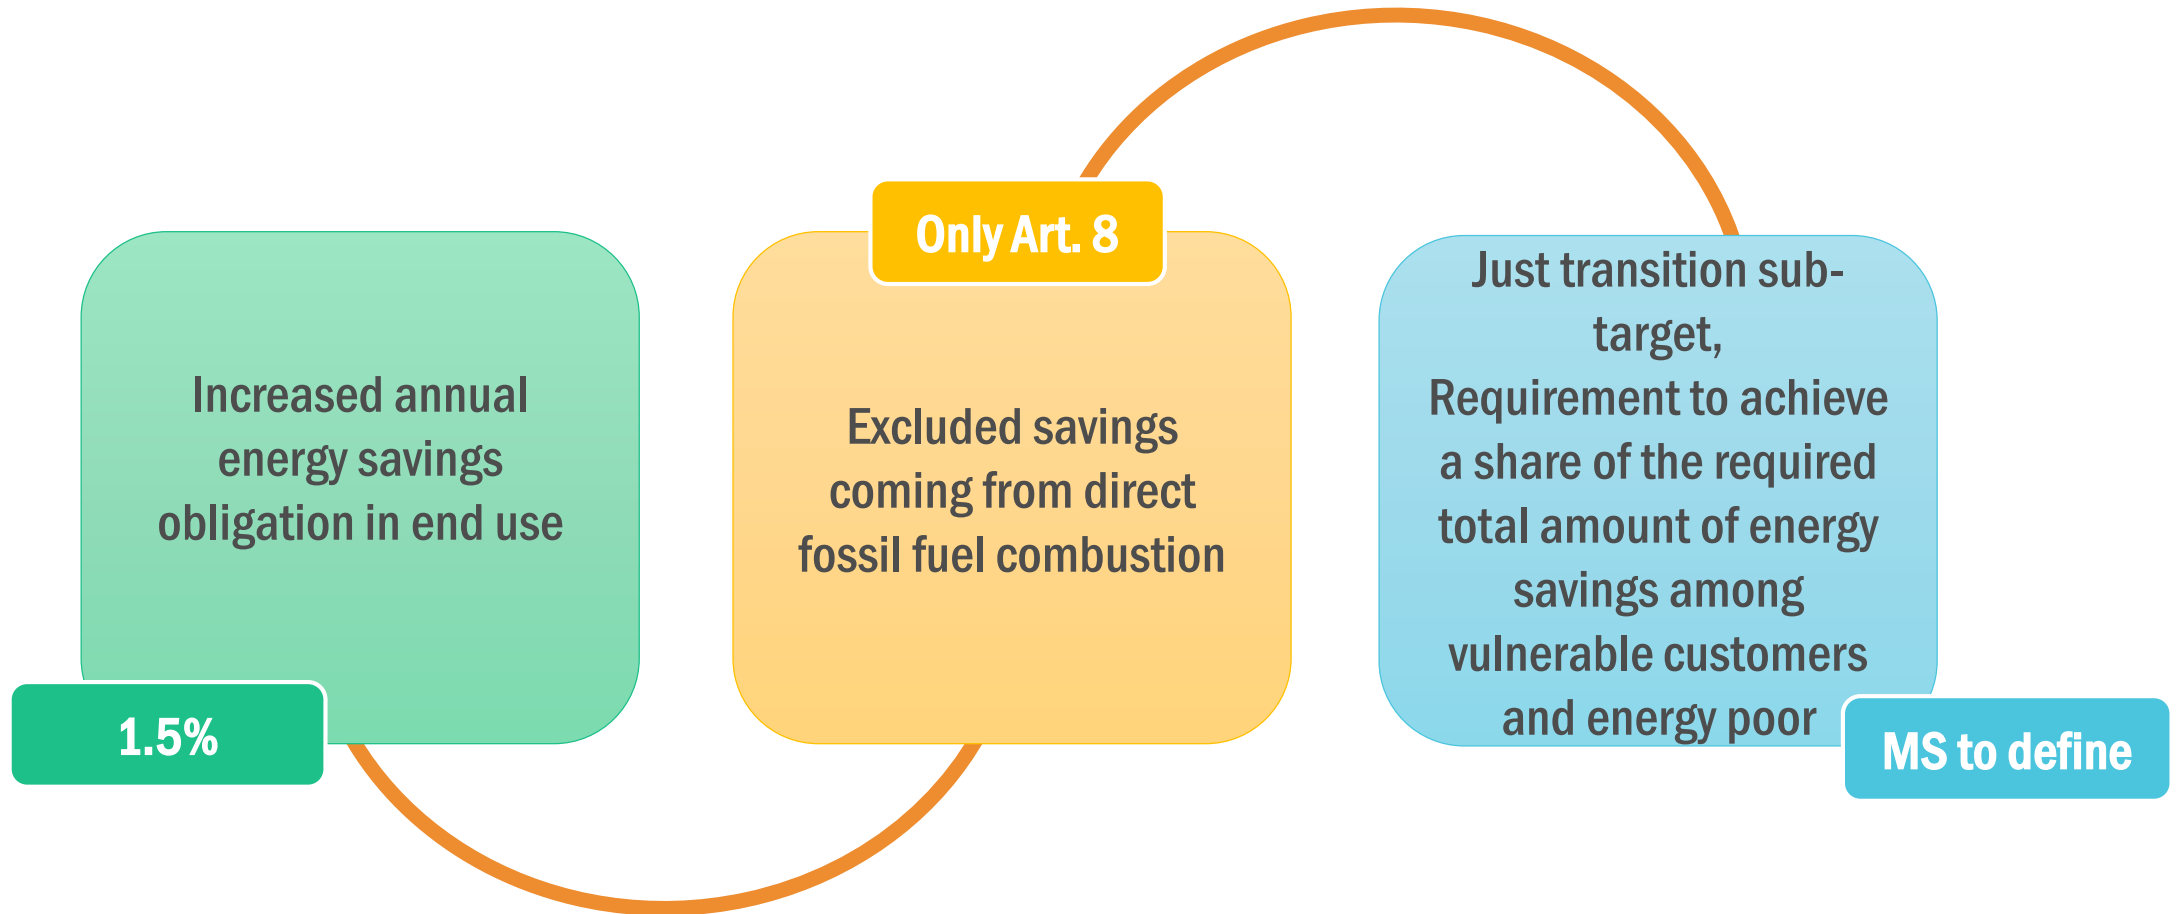 Increased annual
energy savings
obligation in end use
1.5%
Only Art. 8
Excluded savings
coming from direct
fossil fuel combustion
Just transition sub-
target,
Requirement to achieve
a share of the required
total amount of energy
savings among
vulnerable customers
and energy poor
MS to define